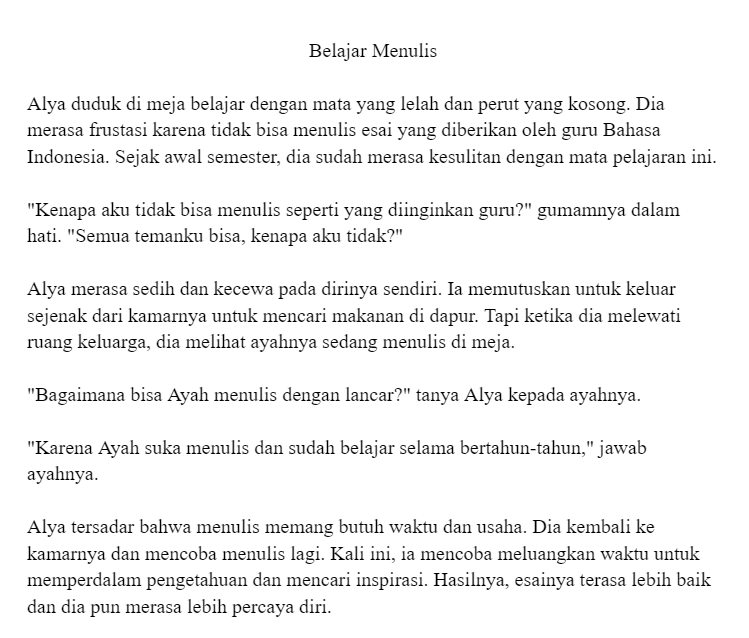 Belajar Menulis
Alya duduk di meja belajar dengan mata yang lelah dan perut yang kosong. Dia
merasa frustasi karena tidak bisa menulis esai yang diberikan oleh guru Bahasa
Indonesia. Sejak awal semester, dia sudah merasa kesulitan dengan mata pelajaran ini.
"Kenapa aku tidak bisa menulis seperti yang diinginkan guru?" gumamnya dalam
hati. "Semua temanku bisa, kenapa aku tidak?"
Alya merasa sedih dan kecewa pada dirinya sendiri. Ia memutuskan untuk keluar
sejenak dari kamarnya untuk mencari makanan di dapur. Tapi ketika dia melewati
ruang keluarga, dia melihat ayahnya sedang menulis di meja.
"Bagaimana bisa Ayah menulis dengan lancar?" tanya Alya kepada ayahnya.
"Karena Ayah suka menulis dan sudah belajar selama bertahun-tahun," jawab
ayahnya.
Alya tersadar bahwa menulis memang butuh waktu dan usaha. Dia kembali ke
kamarnya dan mencoba menulis lagi. Kali ini, ia mencoba meluangkan waktu untuk
memperdalam pengetahuan dan mencari inspirasi. Hasilnya, esainya terasa lebih baik
dan dia pun merasa lebih percaya diri.